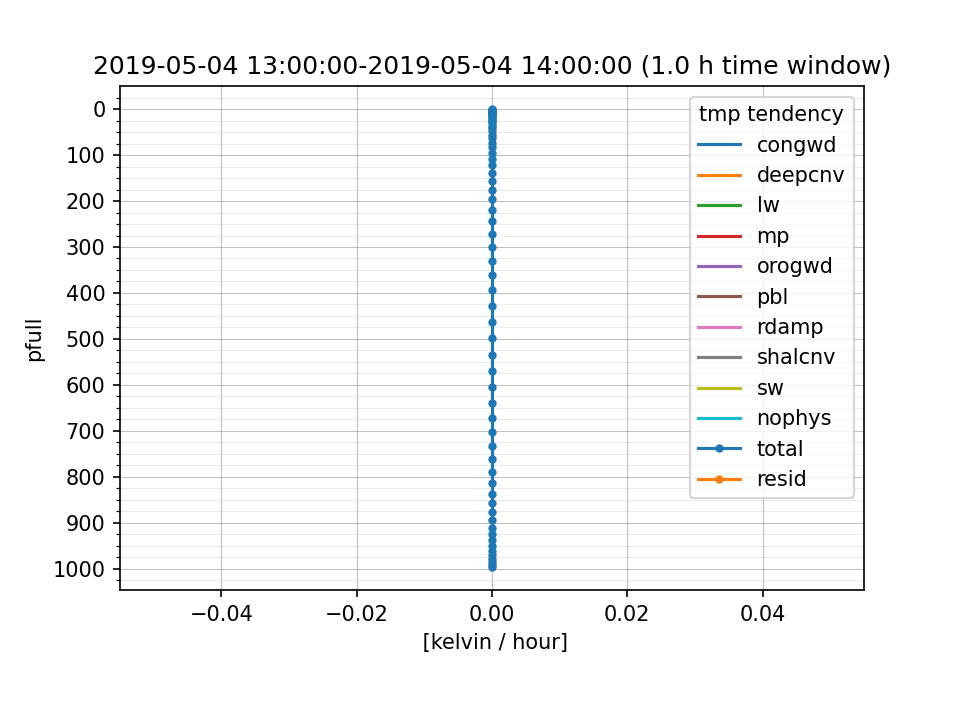 2019-05-04 13:00:00-2019-05-04 14:00:00 (1.0 h time window)
pfull
0
100
200
300
400
500
600
700
800
900
1000
−0.04
−0.02
0.00
0.02
0.04
[kelvin / hour]
tmp tendency
congwd
deepcnv
lw
mp
orogwd
pbl
rdamp
shalcnv
sw
nophys
total
resid